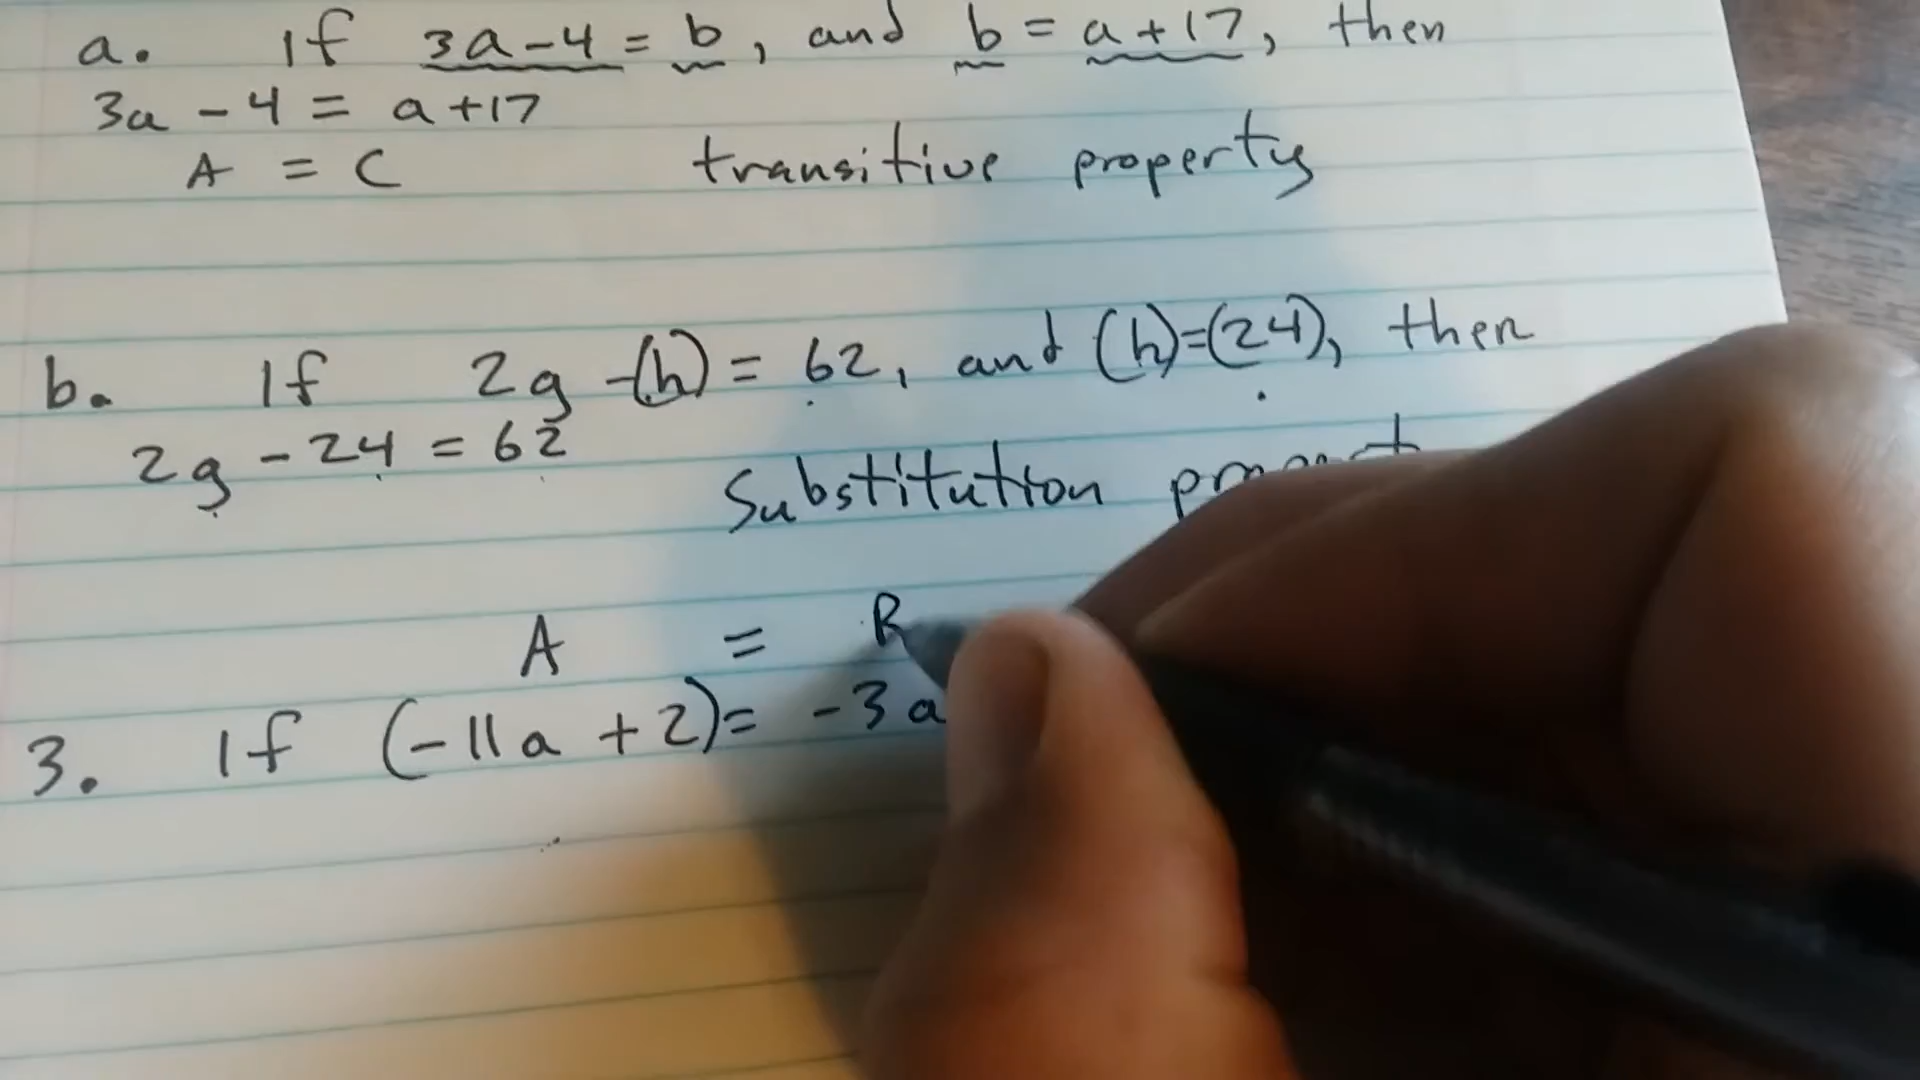 a. If 3a-4 = b, and b = a+17, then
3a - 4 = a+17
A = C transitive property
b. If 2g -(h) = 62, and (h)=(24), then
2g - 24 = 62
Substitution
A =
3. If (-11a + 2)= -3a